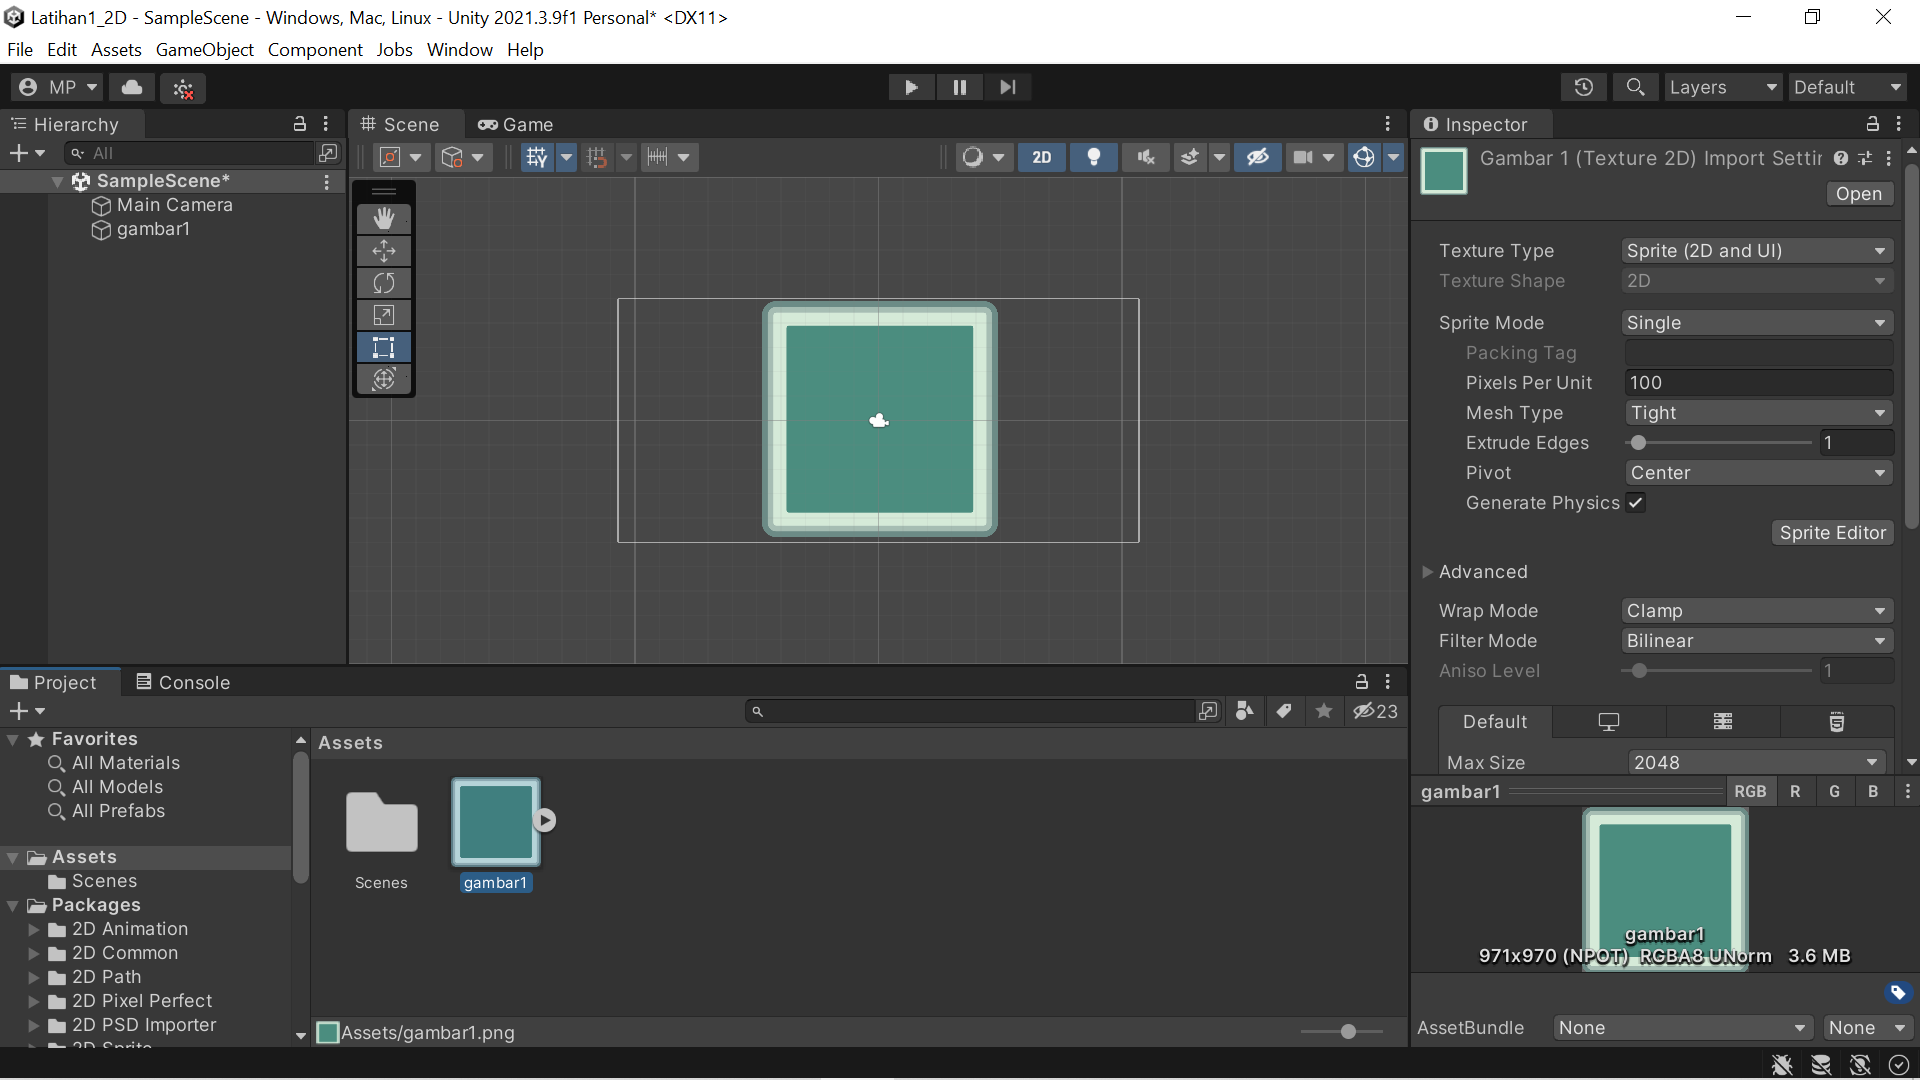 Latihan1_2D - SampleScene - Windows, Mac, Linux - Unity 2021.3.9f1 Personal* <DX11>
File Edit Assets GameObject Component Jobs Window Help
MP
Layers
Default
Hierarchy
All
SampleScene*
Main Camera
gambar1
Scene
Game
2D
Inspector
Gambar 1 (Texture 2D) Import Settir
Open
Texture Type
Sprite (2D and UI)
Texture Shape
2D
Sprite Mode
Single
Packing Tag
Pixels Per Unit
100
Mesh Type
Tight
Extrude Edges
1
Pivot
Center
Generate Physics
Sprite Editor
Advanced
Wrap Mode
Clamp
Filter Mode
Bilinear
Aniso Level
1
Default
Max Size
2048
gambar1
RGB R G B
gambar1
971x970 (NPOT) RGBA8 UNorm 3.6 MB
AssetBundle
None
None
Project
Console
23
Favorites
All Materials
All Models
All Prefabs
Assets
Scenes
Packages
2D Animation
2D Common
2D Path
2D Pixel Perfect
2D PSD Importer
2D Sprite
Assets
Scenes
gambar1
Assets/gambar1.png